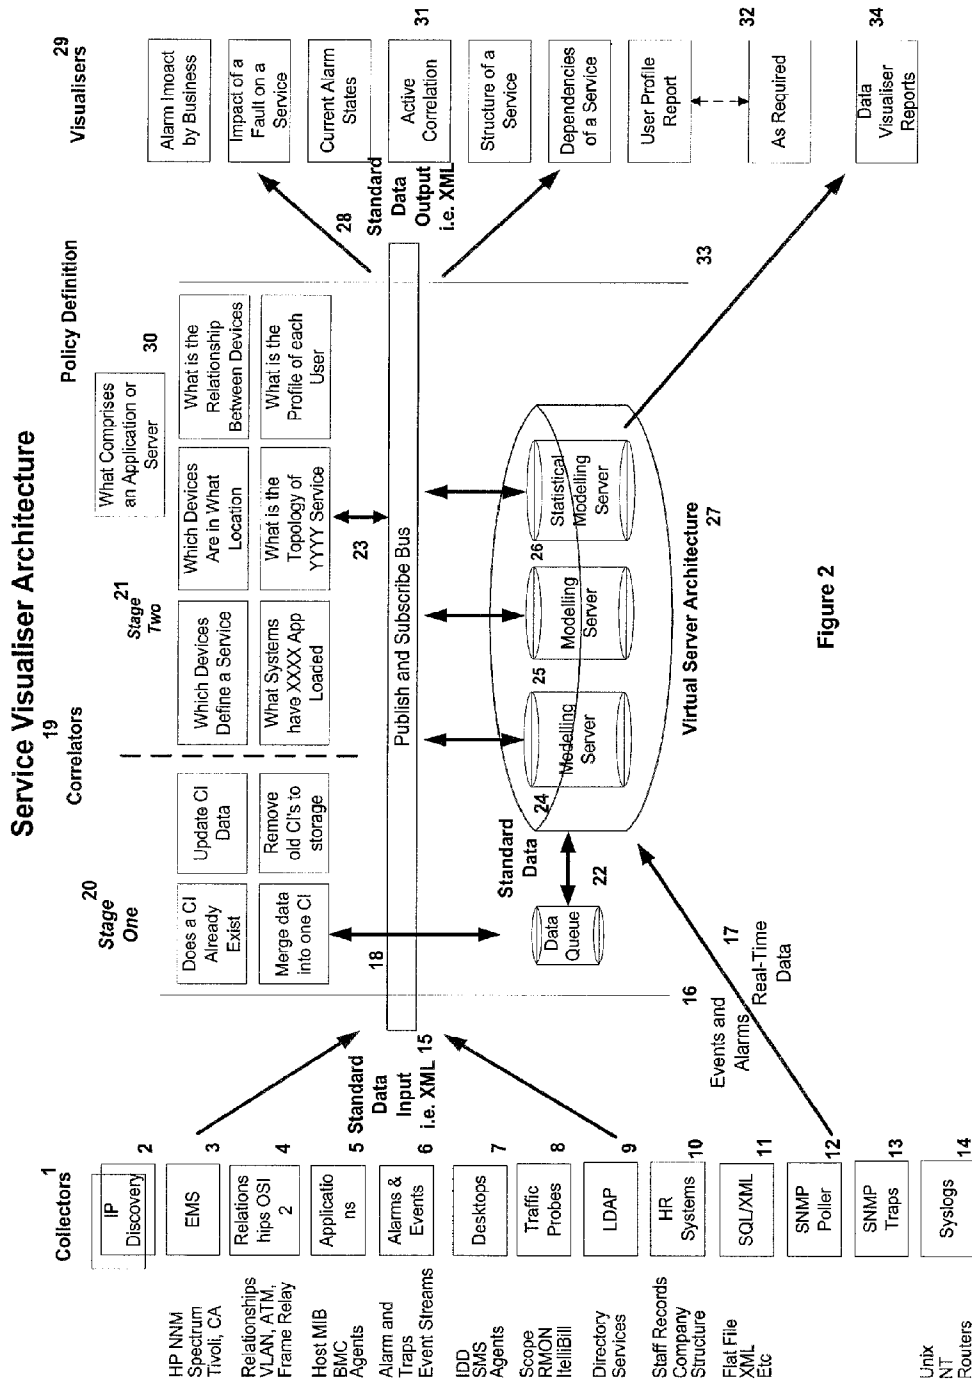 Service Visualiser Architecture
Collectors 1
Correlators 19
Policy Definition
Visualisers 29
Stage One 20
Stage Two 21
HP NNM
Spectrum
Tivoli, CA
Relationships
VLAN, ATM,
Frame Relay
Host MIB
BMC
Agents
Alarm and
Traps
Event Streams
IDD
SMS
Agents
Scope
RMON
ItelliBill
Directory
Services
Staff Records
Company
Structure
Flat File
XML
Etc
Unix
NT
Routers
IP
Discovery
2
EMS
3
Relations
hips OSI
2
4
Applicatio
ns
5
Alarms &
Events
6
Desktops
7
Traffic
Probes
8
LDAP
9
HR
Systems
10
SQL/XML
11
SNMP
Poller
12
SNMP
Traps
13
Syslogs
14
Standard
Data
Input
i.e. XML 15
16
Events and
Alarms
17
Real-Time
Data
Does a CI
Already
Exist
Update CI
Data
Merge data
into one CI
Remove
old CI's to
storage
18
Which Devices
Define a Service
Which Devices
Are in What
Location
What is the
Relationship
Between Devices
What Comprises
an Application or
Server
30
What Systems
have XXXX App
Loaded
What is the
Topology of
YYYY Service
What is the
Profile of each
User
23
Publish and Subscribe Bus
Data
Queue
Standard
Data
22
24
Modelling
Server
25
Modelling
Server
26
Statistical
Modelling
Server
Virtual Server Architecture
27
28
Standard
Data
Output
i.e. XML
33
Alarm Imoact
by Business
Impact of a
Fault on a
Service
Current Alarm
States
Active
Correlation
31
Structure of a
Service
Dependencies
of a Service
User Profile
Report
As Required
32
Data
Visualiser
Reports
34
Figure 2